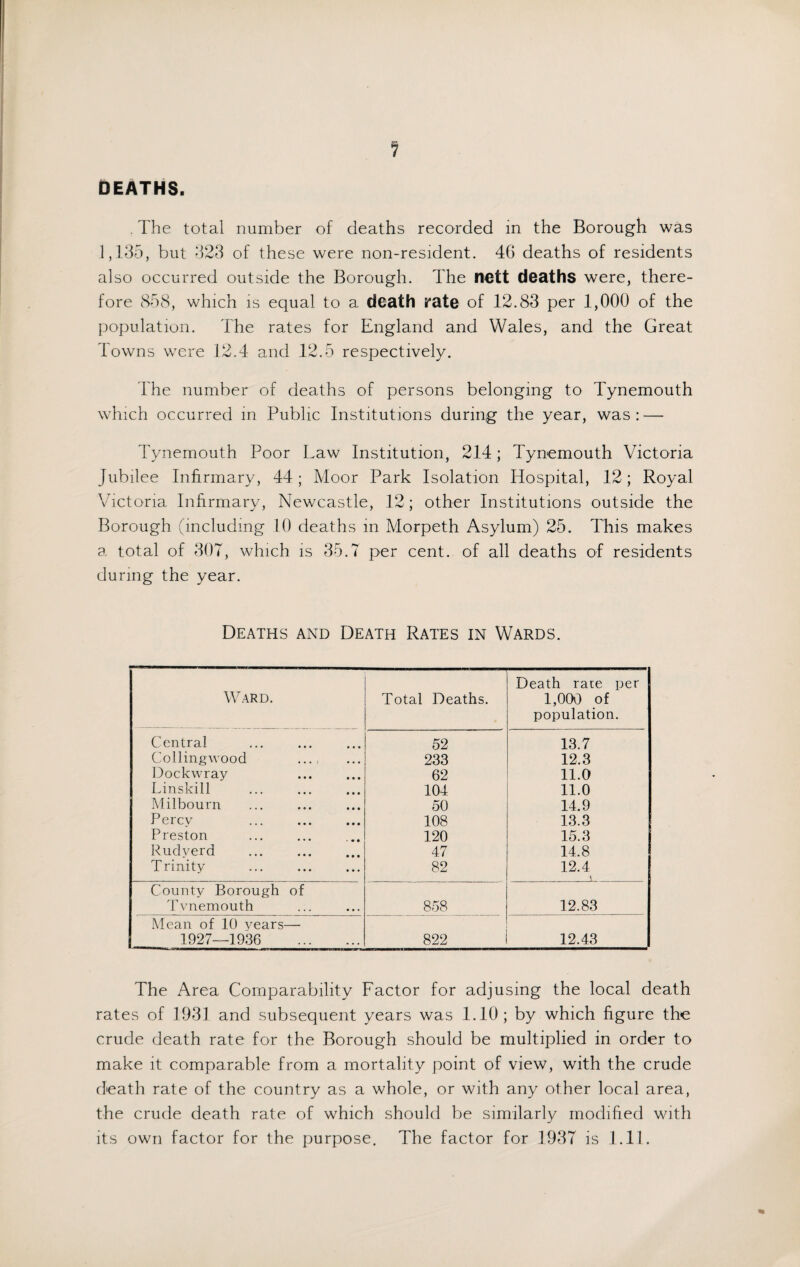 7
DEATHS.
The total number of deaths recorded in the Borough was
1,135, but 323 of these were non-resident. 46 deaths of residents
also occurred outside the Borough. The nett deaths were, there-
fore 858, which is equal to a death rate of 12.83 per 1,000 of the
population. The rates for England and Wales, and the Great
Towns were 12.4 and 12.5 respectively.
The number of deaths of persons belonging to Tynemouth
which occurred in Public Institutions during the year, was: —
Tynemouth Poor Law Institution, 214; Tynemouth Victoria
Jubilee Infirmary, 44; Moor Park Isolation Hospital, 12; Royal
Victoria Infirmary, Newcastle, 12; other Institutions outside the
Borough (including 10 deaths in Morpeth Asylum) 25. This makes
a total of 307, which is 35.7 per cent. of all deaths of residents
during the year.
DEATHS AND DEATH RATES IN WARDS.
WARD. Total Deaths. Death rate per 1,000 of population.
Central ... ... ... 52 13.7
Collingwood ... ... 233 12.3
Dockwray ... ... 62 11.0
Linskill ... ... ... 104 11.0
Milbourn ... ... ... 50 14.9
Percy ... ... ... 108 13.3
Preston ... ... ... 120 15.3
Rudyerd ... ... ... 47 14.8
Trinity ... ... ... 82 12.4
County Borough of
Tynemouth ... ... 858 12.83
Mean of 10 years—
1927—1936 ... ... 822 12.43
The Area Comparability Factor for adjusing the local death
rates of 1931 and subsequent years was 1.10; by which figure the
crude death rate for the Borough should be multiplied in order to
make it comparable from a mortality point of view, with the crude
death rate of the country as a whole, or with any other local area,
the crude death rate of which should be similarly modified with
its own factor for the purpose. The factor for 1937 is 1.11.